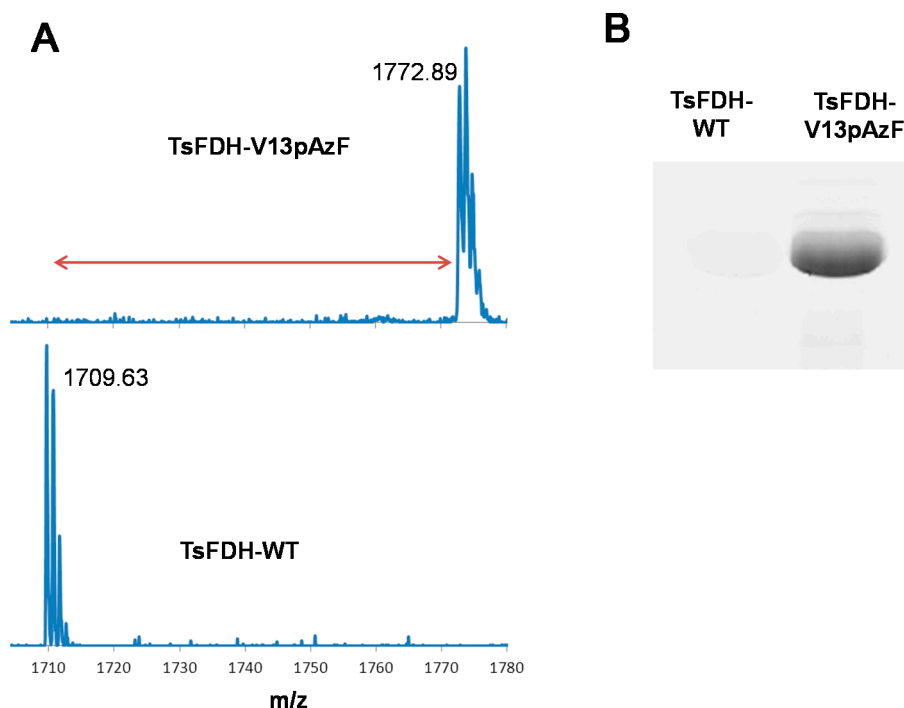 A
1772.89
TsFDH-V13pAzF
1709.63
TsFDH-WT
1710 1720 1730 1740 1750 1760 1770 1780
m/z
B
TsFDH-
WT
TsFDH-
V13pAzF